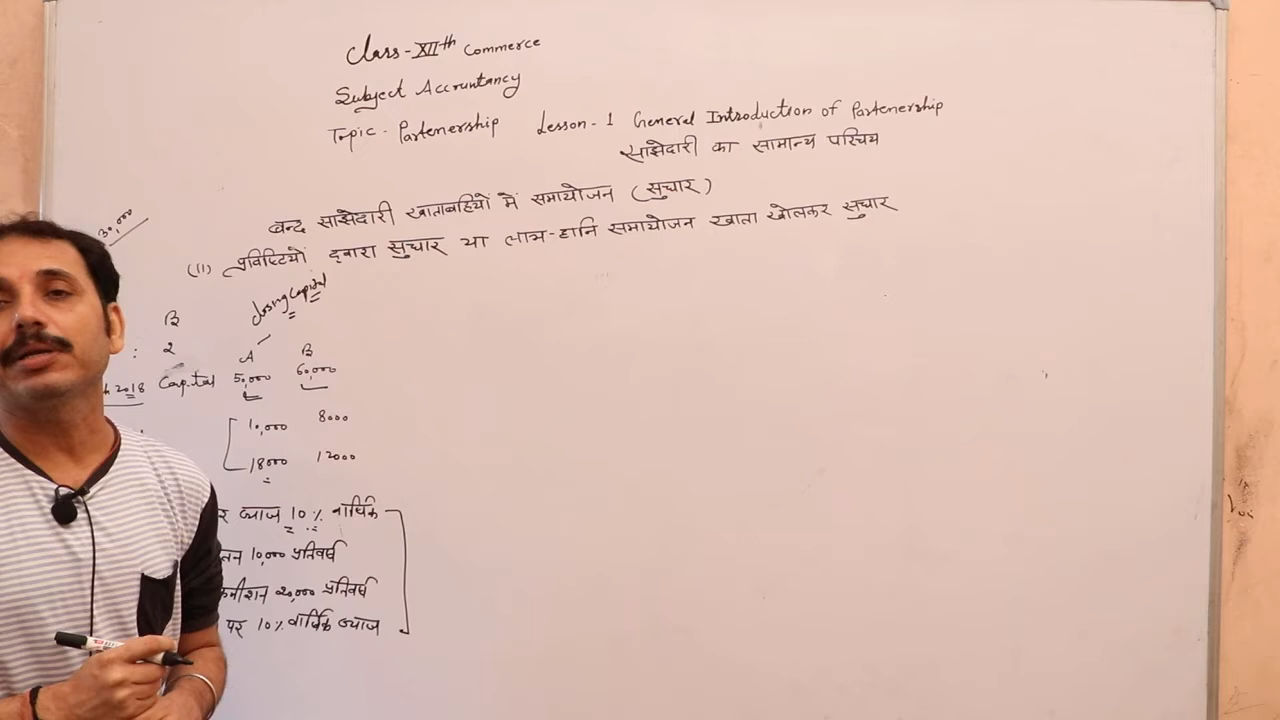 Class-XIIth Commerce
Subject Accountancy
Topic- Partenership Lesson-1 General Introduction of Partenership
साझेदारी का सामान्य परिचय
बन्द साझेदारी खाताबहियों में समायोजन (सुधार)
(II) प्रविष्टियों द्वारा सुधार या लाभ-हानि समायोजन खाता खोलकर सुधार
30,000
Closing Capital
B
: 2 A B
2018 Capital 50,000 60,000
10,000 8000
18000 12000
र ब्याज 10% वार्षिक
तन 10,000 प्रतिवर्ष
कमीशन 20,000 प्रतिवर्ष
पर 10% वार्षिक ब्याज